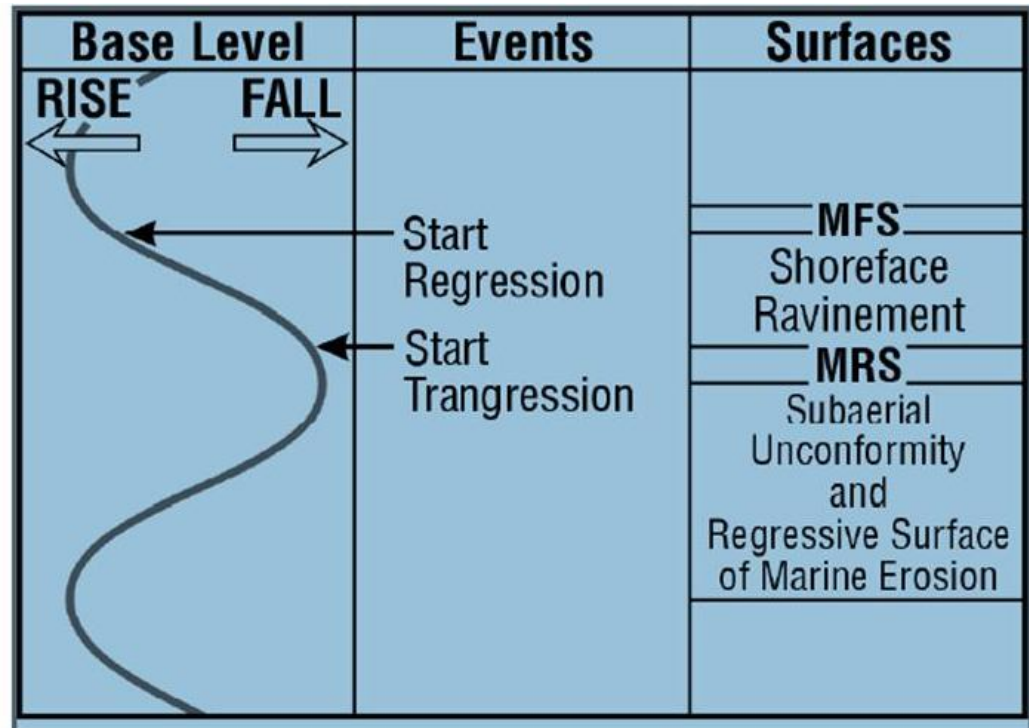 Base Level
Events
Surfaces
RISE
FALL
Start
Regression
Start
Trangression
MFS
Shoreface
Ravinement
MRS
Subaerial
Unconformity
and
Regressive Surface
of Marine Erosion